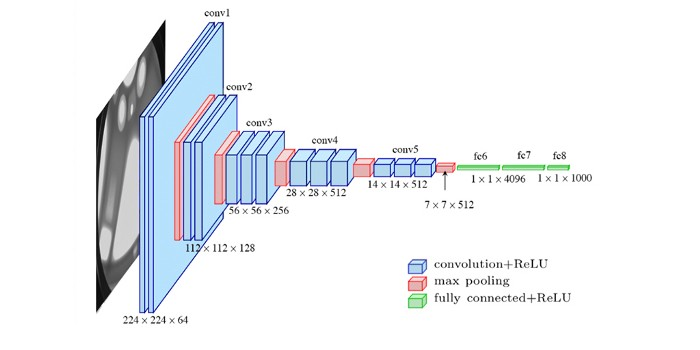 conv1
conv2
conv3
conv4
conv5
fc6
fc7
fc8
224 × 224 × 64
112 × 112 × 128
56 × 56 × 256
28 × 28 × 512
14 × 14 × 512
7 × 7 × 512
1 × 1 × 4096
1 × 1 × 1000
convolution+ReLU
max pooling
fully connected+ReLU